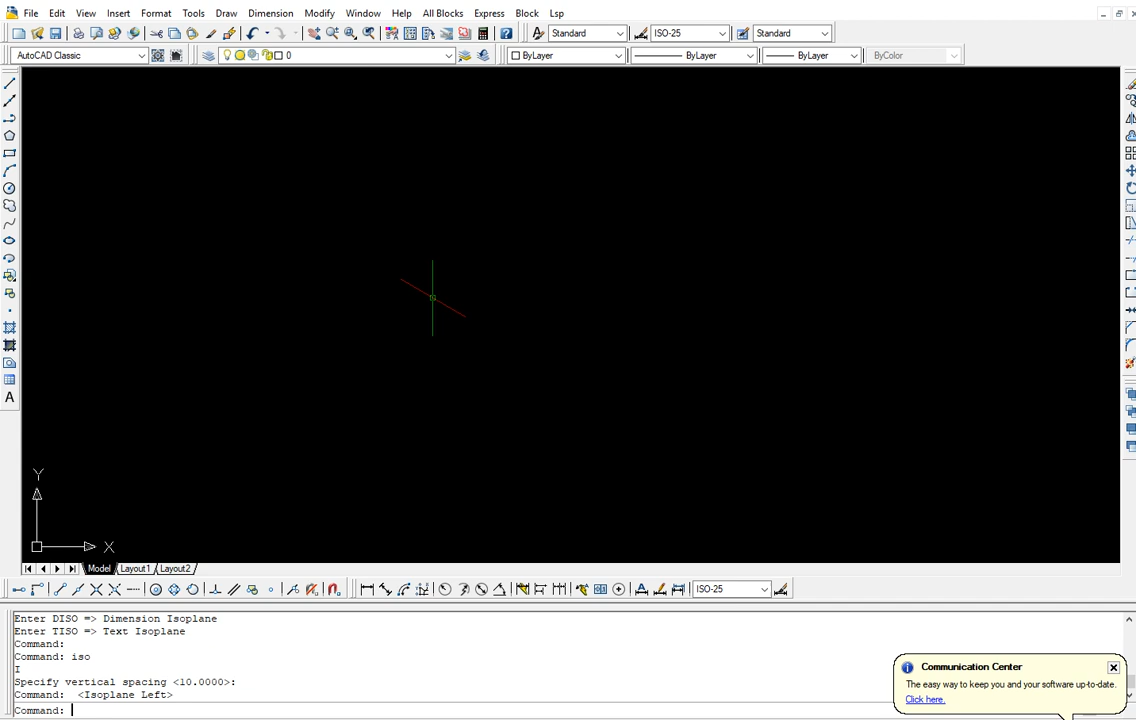 File Edit View Insert Format Tools Draw Dimension Modify Window Help All Blocks Express Block Lsp
Standard ISO-25 Standard
AutoCAD Classic 0 ByLayer ByLayer ByLayer ByColor
A
Y
X
Model Layout1 Layout2
ISO-25
Enter DISO => Dimension Isoplane
Enter TISO => Text Isoplane
Command:
Command: iso
I
Specify vertical spacing <10.0000>:
Command: <Isoplane Left>
Command:
Communication Center
The easy way to keep you and your software up-to-date.
Click here.